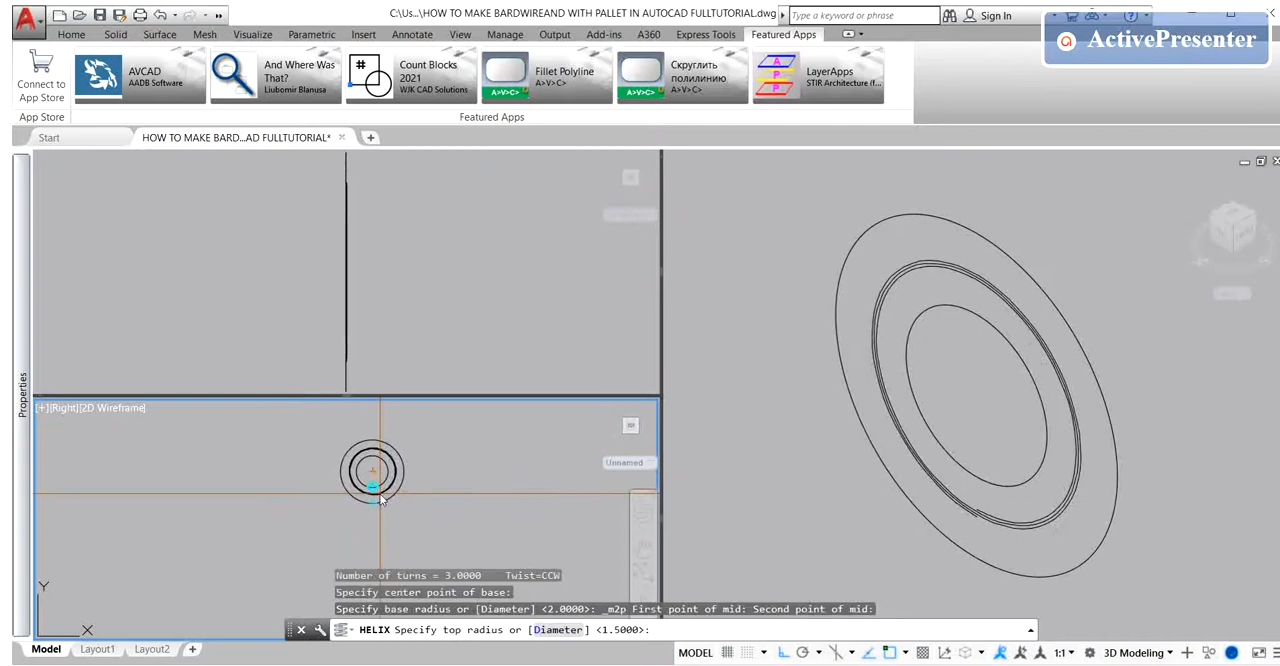 C:\Us...\HOW TO MAKE BARDWIREAND WITH PALLET IN AUTOCAD FULLTUTORIAL.dwg
Type a keyword or phrase
Sign In
ActivePresenter
Home Solid Surface Mesh Visualize Parametric Insert Annotate View Manage Output Add-ins A360 Express Tools Featured Apps
Connect to
App Store
AVCAD
AADB Software
And Where Was
That?
Liubomir Blanusa
Count Blocks
2021
WJK CAD Solutions
Fillet Polyline
A>V>C>
Скруглить
полилинию
A>V>C>
LayerApps
STIR Architecture (f...
App Store
Featured Apps
Start
HOW TO MAKE BARD...AD FULLTUTORIAL*
[+][Right][2D Wireframe]
Unnamed
Properties
Number of turns = 3.0000 Twist=CCW
Specify center point of base:
Specify base radius or [Diameter] <2.0000>: _m2p First point of mid: Second point of mid:
HELIX Specify top radius or [Diameter] <1.5000>:
Y
X
Model Layout1 Layout2
MODEL
1:1
3D Modeling